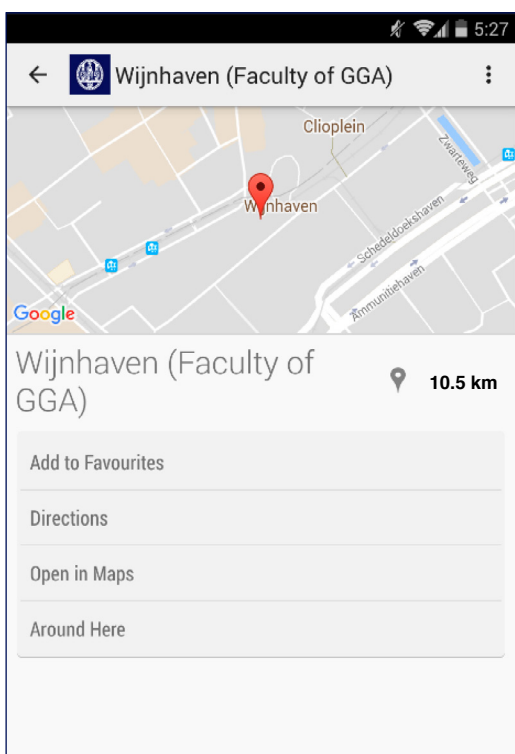 5:27
Wijnhaven (Faculty of GGA)
Clioplein
Zwarteweg
Wijnhaven
Schedeldoekshaven
Ammunitiehaven
Google
Wijnhaven (Faculty of
GGA)
10.5 km
Add to Favourites
Directions
Open in Maps
Around Here